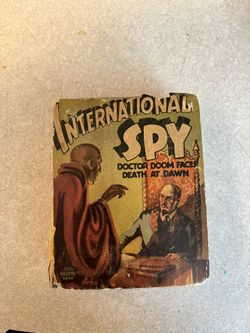 INTERNATIONAL
SPY
DOCTOR DOOM FACES
DEATH AT DAWN